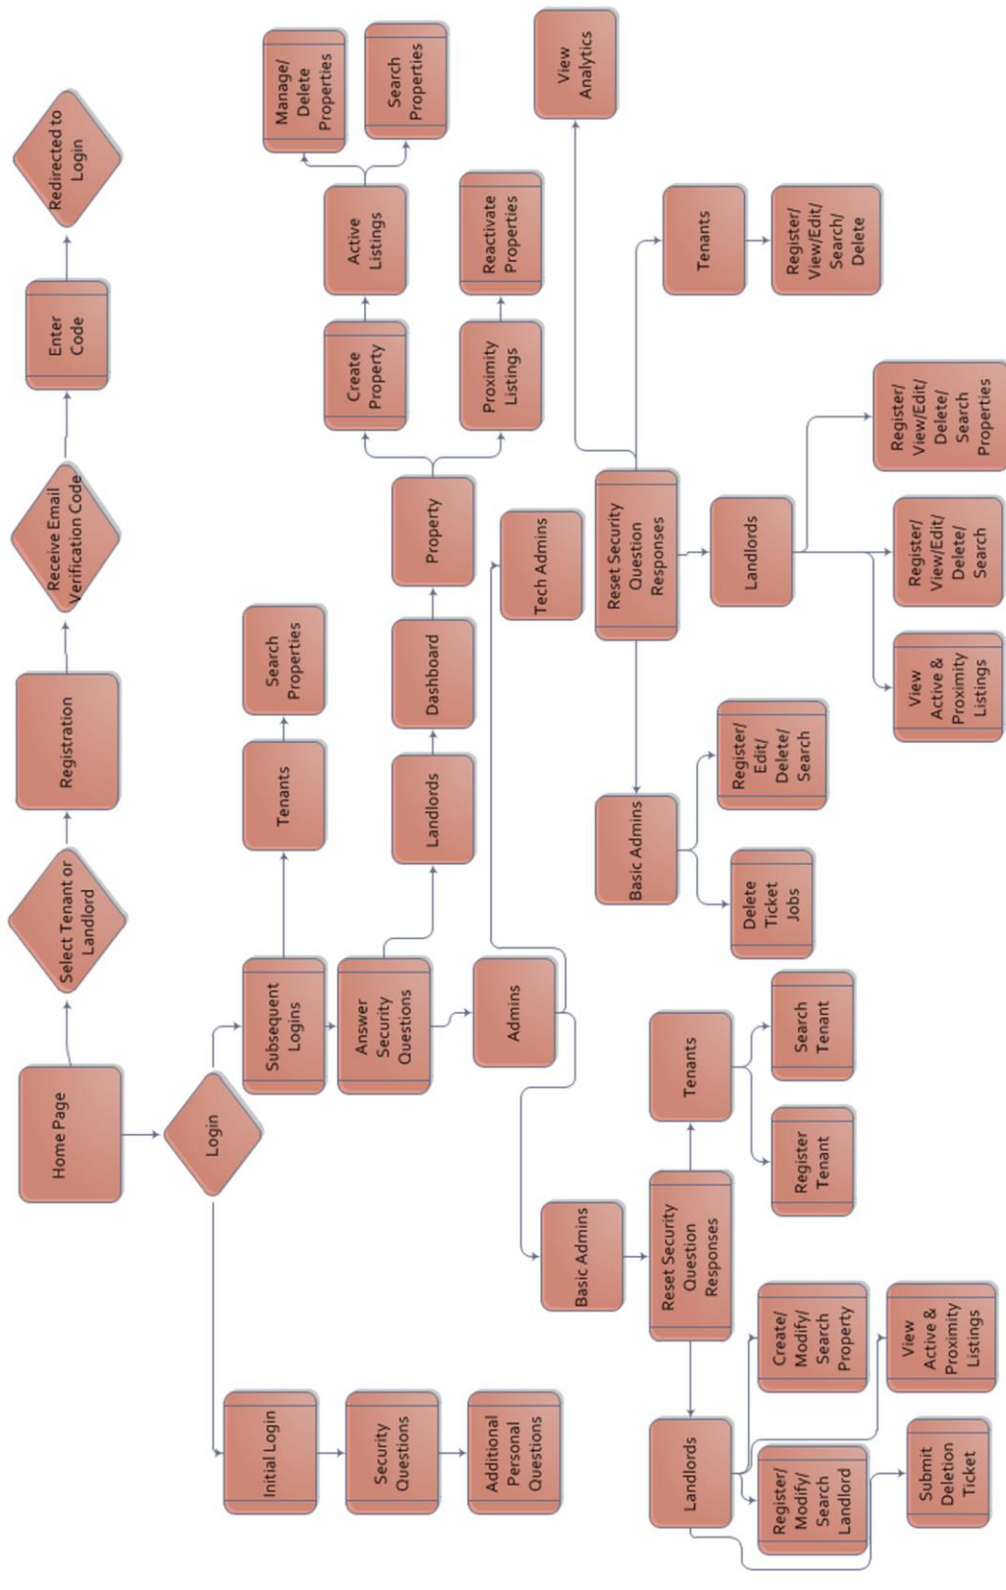 Home Page
Select Tenant or
Landlord
Registration
Receive Email
Verification Code
Enter
Code
Redirected to
Login
Login
Initial Login
Security
Questions
Additional
Personal
Questions
Subsequent
Logins
Tenants
Search
Properties
Answer
Security
Questions
Landlords
Dashboard
Property
Create
Property
Active
Listings
Manage/
Delete
Properties
Search
Properties
Proximity
Listings
Reactivate
Properties
Admins
Basic Admins
Reset Security
Question
Responses
Landlords
Register/
Modify/
Search
Landlord
Create/
Modify/
Search
Property
Submit
Deletion
Ticket
View
Active &
Proximity
Listings
Tenants
Register
Tenant
Search
Tenant
Tech Admins
Reset Security
Question
Responses
Basic Admins
Delete
Ticket
Jobs
Register/
Edit/
Delete/
Search
Landlords
View
Active &
Proximity
Listings
Register/
View/Edit/
Delete/
Search
Register/
View/Edit/
Delete/
Search
Properties
Tenants
Register/
View/Edit/
Search/
Delete
View
Analytics